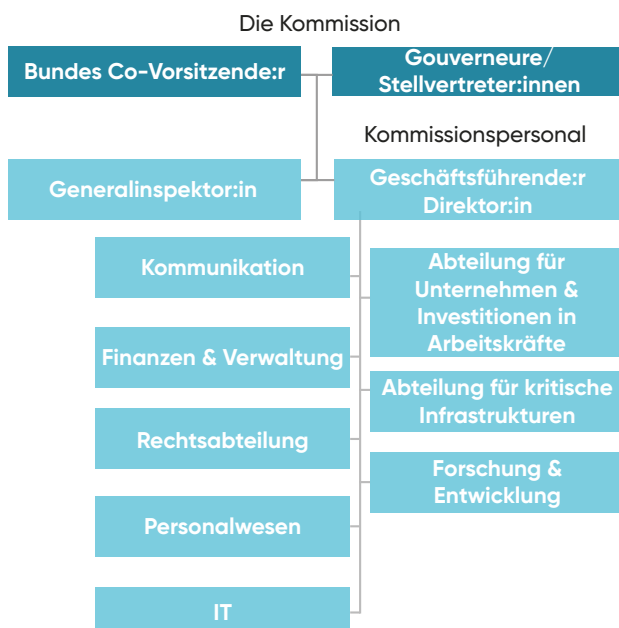 Die Kommission
Bundes Co-Vorsitzende:r
Gouverneure/
Stellvertreter:innen
Kommissionspersonal
Generalinspektor:in
Geschäftsführende:r
Direktor:in
Kommunikation
Abteilung für
Unternehmen &
Investitionen in
Arbeitskräfte
Finanzen & Verwaltung
Abteilung für kritische
Infrastrukturen
Rechtsabteilung
Forschung &
Entwicklung
Personalwesen
IT